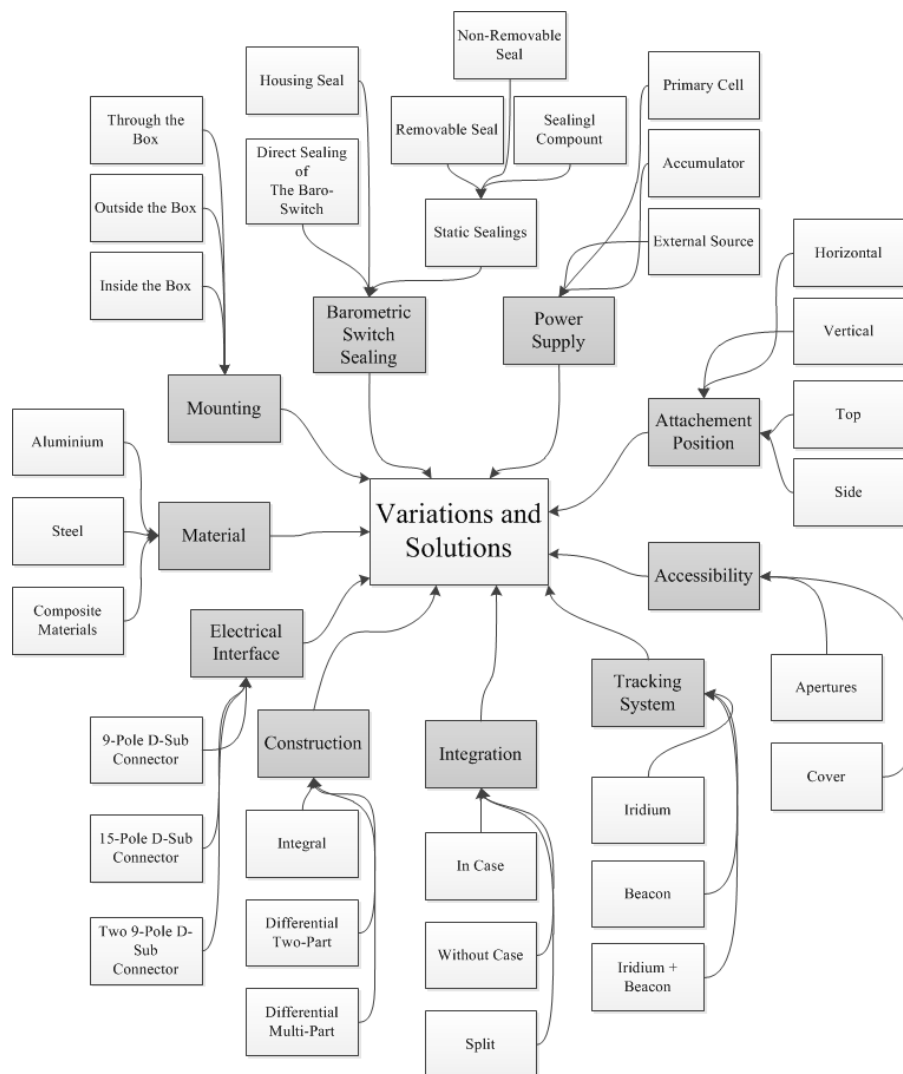 Non-Removable
Seal
Housing Seal
Primary Cell
Through the
Box
Removable Seal
Sealingl
Compount
Direct Sealing
of
The Baro-
Switch
Accumulator
Outside the Box
Static Sealings
External Source
Horizontal
Inside the Box
Barometric
Switch
Sealing
Power
Supply
Vertical
Mounting
Attachement
Position
Top
Aluminium
Side
Variations and
Solutions
Steel
Material
Accessibility
Composite
Materials
Electrical
Interface
Tracking
System
Apertures
9-Pole D-Sub
Connector
Construction
Integration
Cover
Iridium
15-Pole D-Sub
Connector
Integral
In Case
Beacon
Two 9-Pole D-
Sub
Connector
Differential
Two-Part
Without Case
Iridium +
Beacon
Differential
Multi-Part
Split